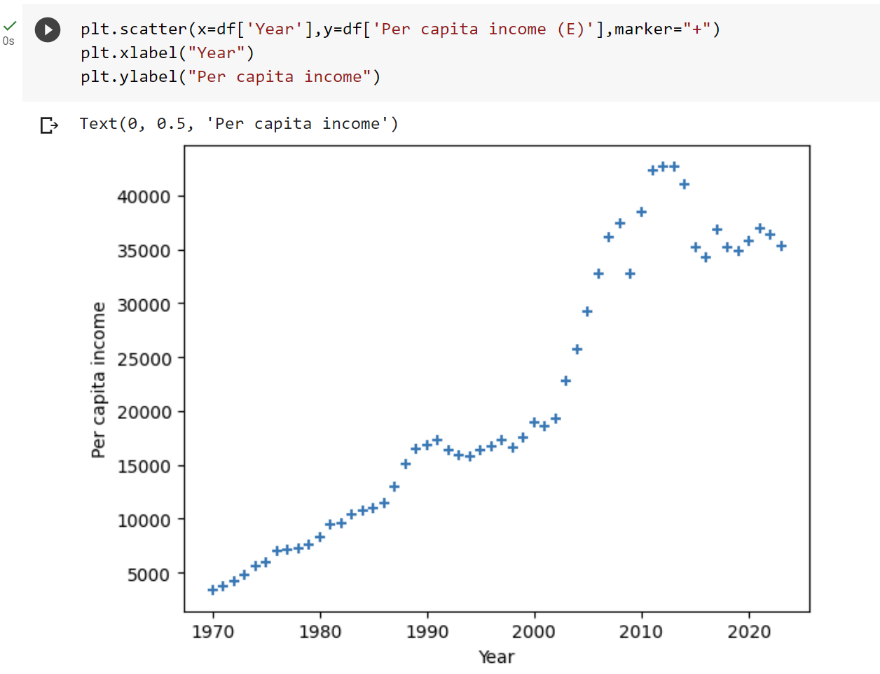 plt.scatter(x=df['Year'],y=df['Per capita income (E)'],marker="+")
0s
plt.xlabel("Year")
plt.ylabel("Per capita income")
Text(0, 0.5, 'Per capita income')
40000
35000
30000
25000
20000
15000
10000
5000
Per capita income
1970 1980 1990 2000 2010 2020
Year